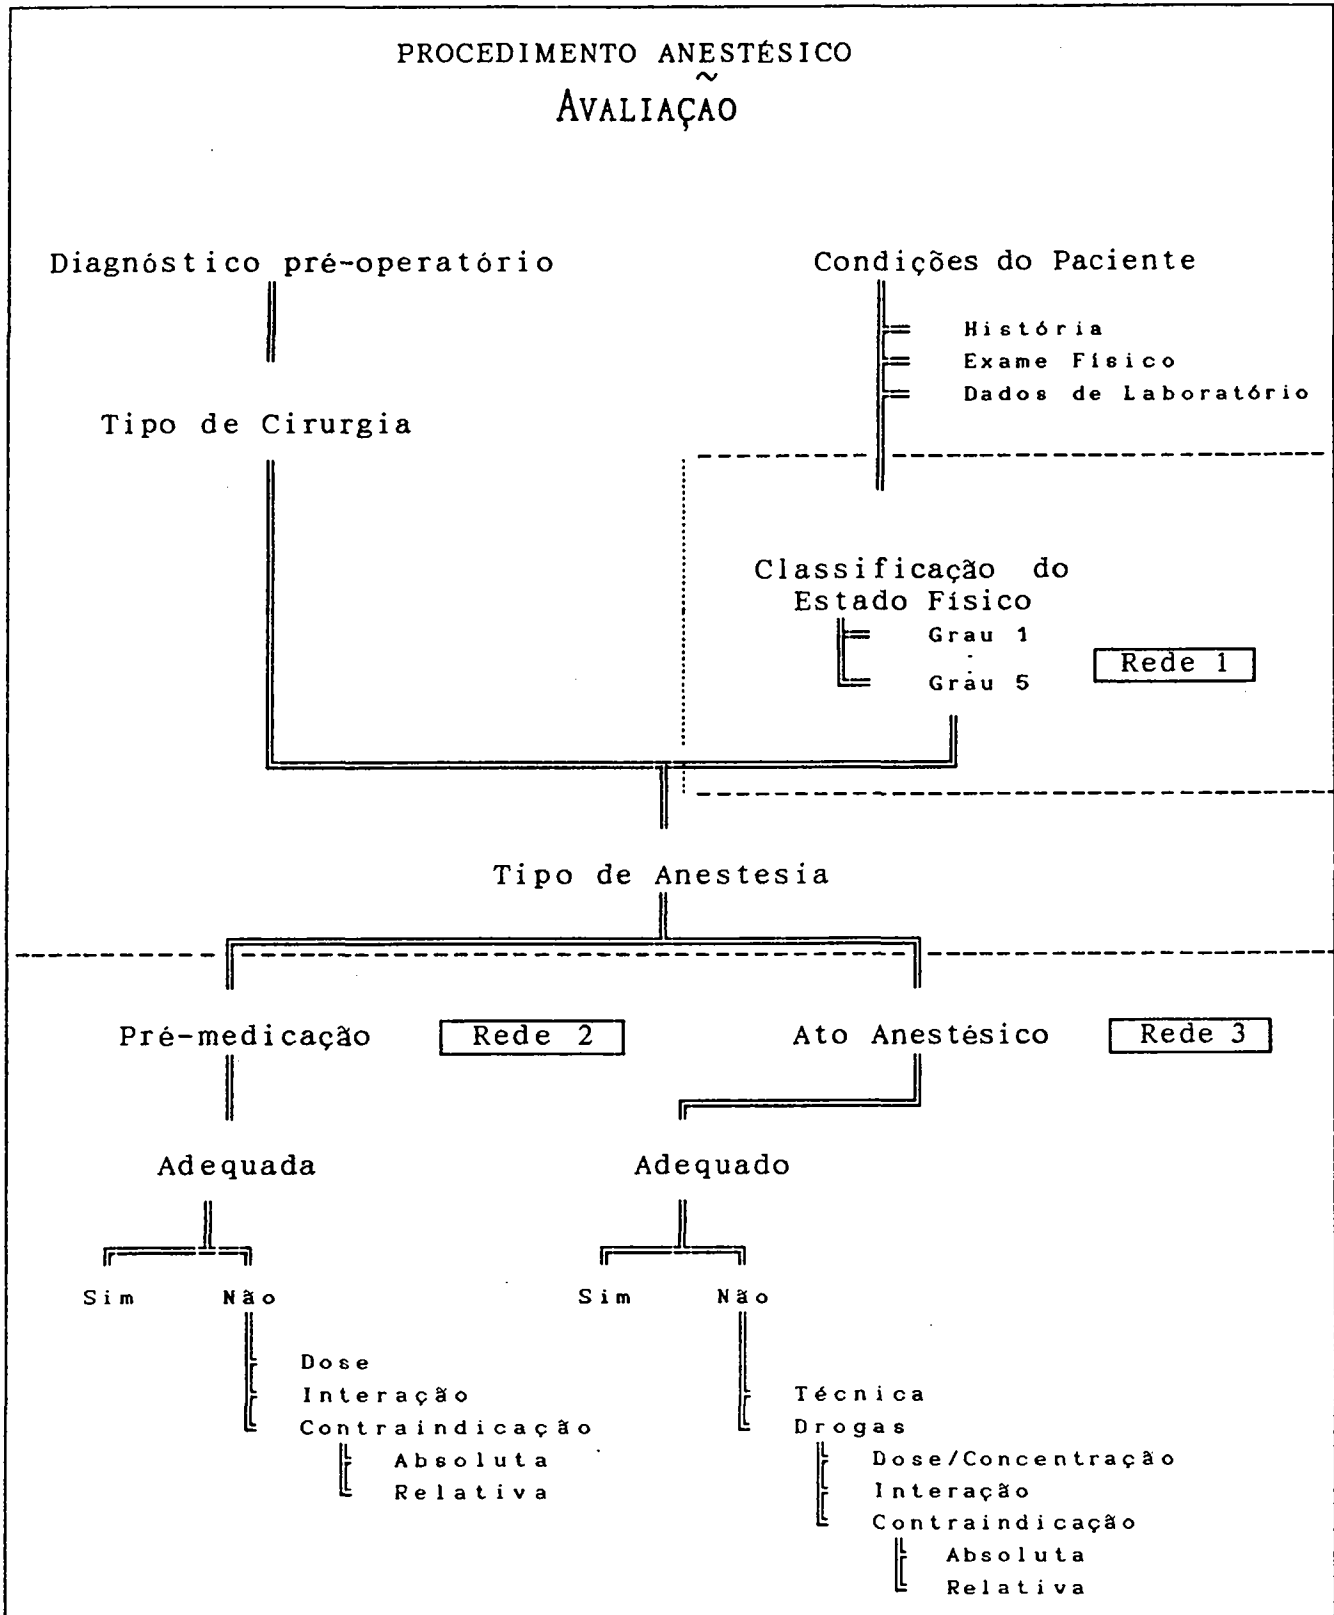 PROCEDIMENTO ANESTÉSICO
AVALIAÇÃO
Diagnóstico pré-operatório
Condições do Paciente
História
Exame Físico
Dados de Laboratório
Tipo de Cirurgia
Classificação do
Estado Físico
Grau 1
Rede 1
Grau 5
Tipo de Anestesia
Pré-medicação
Rede 2
Ato Anestésico
Rede 3
Adequada
Adequado
Sim
Não
Sim
Não
Dose
Interação
Contraindicação
Absoluta
Relativa
Técnica
Drogas
Dose/Concentração
Interação
Contraindicação
Absoluta
Relativa